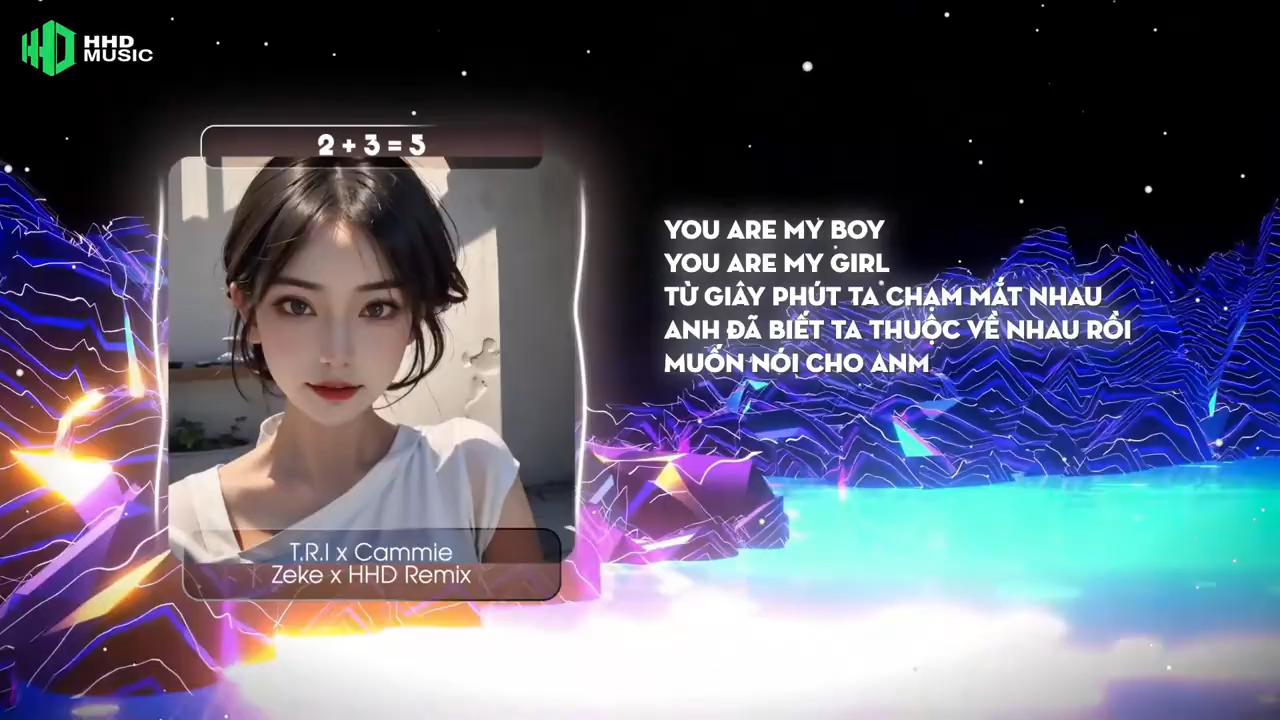 HHD
MUSIC
2 + 3 = 5
YOU ARE MY BOY
YOU ARE MY GIRL
TỪ GIÂY PHÚT TA CHẠM MẮT NHAU
ANH ĐÃ BIẾT TA THUỘC VỀ NHAU RỒI
MUỐN NÓI CHO ANM
T.R.I x Cammie
Zeke x HHD Remix